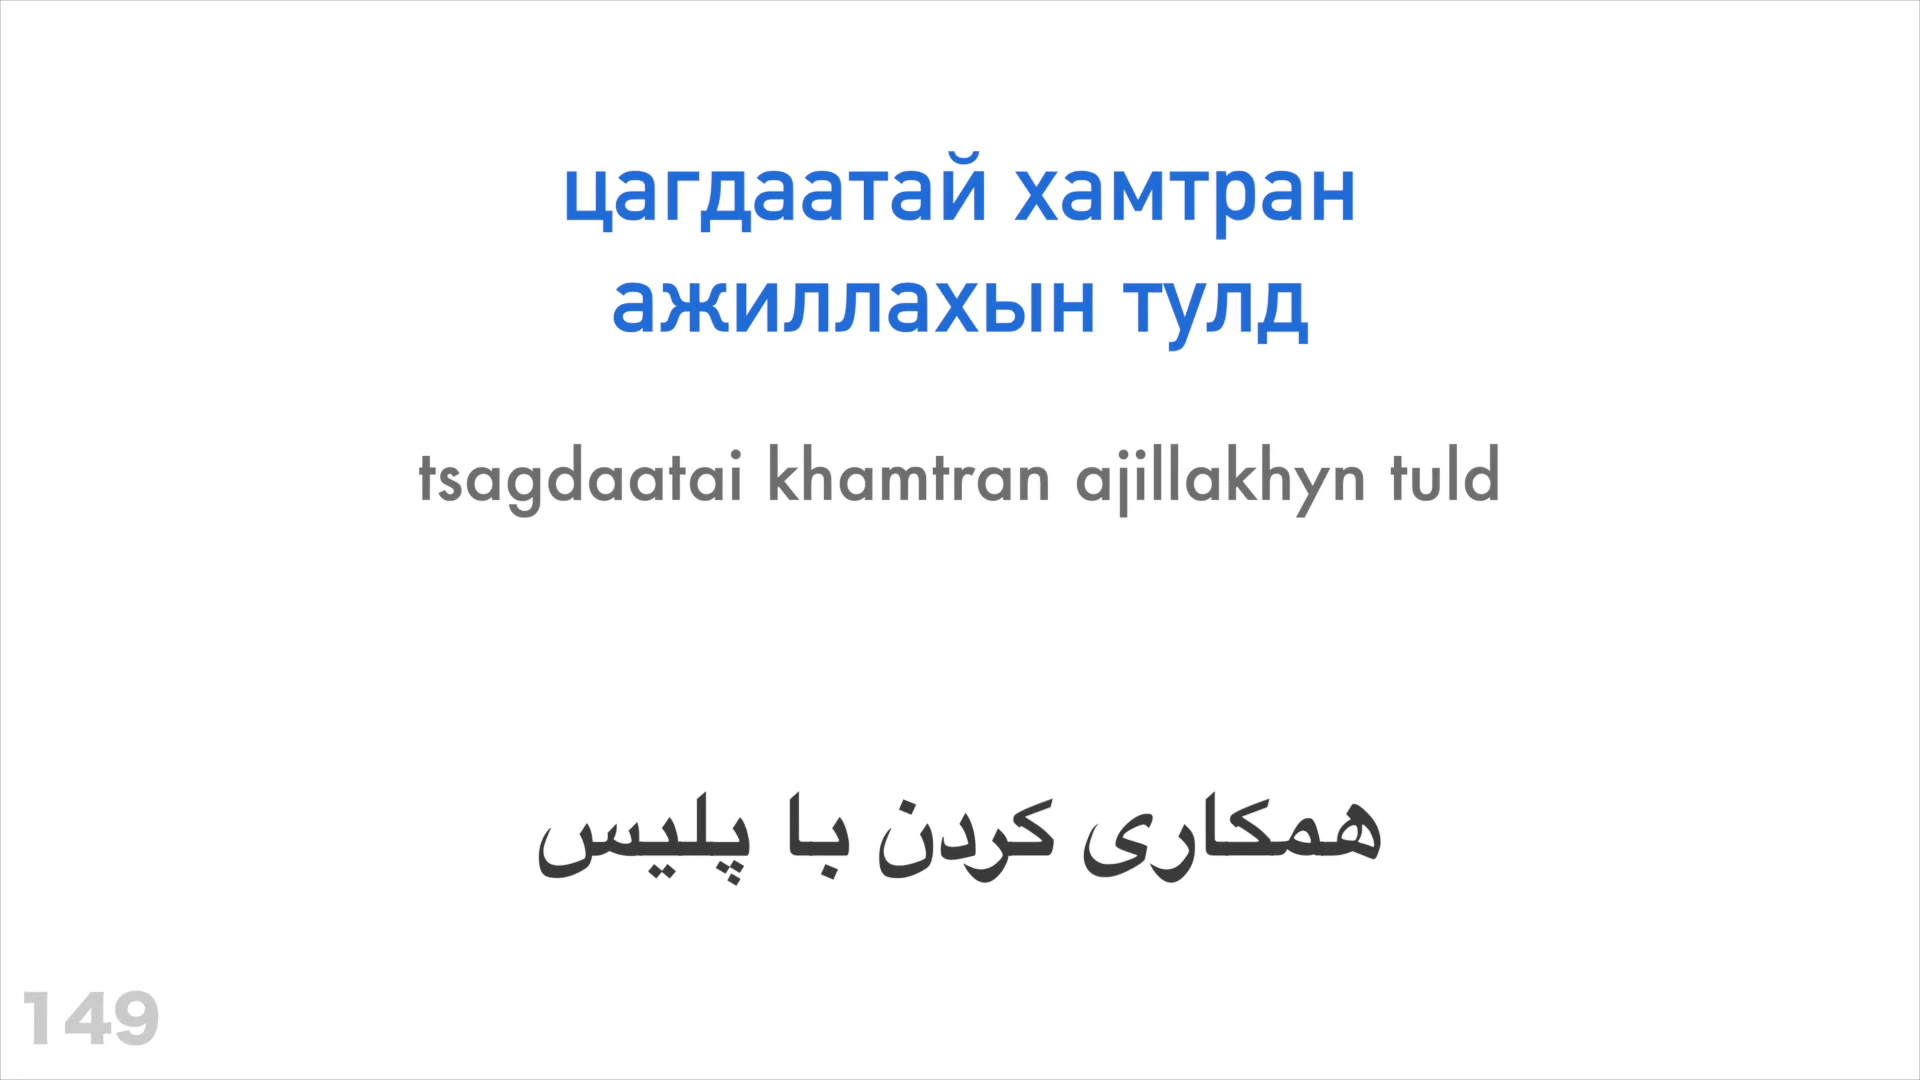 цагдаатай хамтран
ажиллахын тулд
tsagdaatai khamtran ajillakhyn tuld
همکاری کردن با پلیس
149